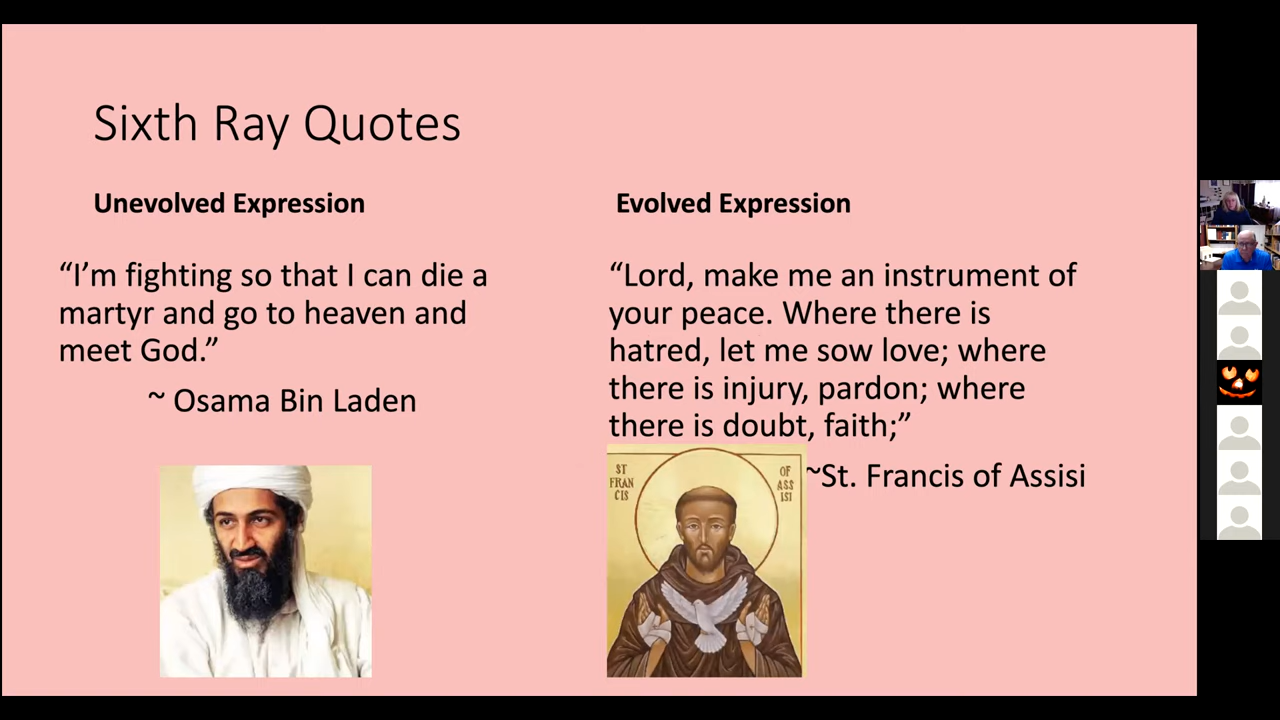 Sixth Ray Quotes
Unevolved Expression
“I’m fighting so that I can die a
martyr and go to heaven and
meet God.”
~ Osama Bin Laden
Evolved Expression
“Lord, make me an instrument of
your peace. Where there is
hatred, let me sow love; where
there is injury, pardon; where
there is doubt, faith;”
~St. Francis of Assisi
ST
FRAN
CIS
OF
ASS
ISI